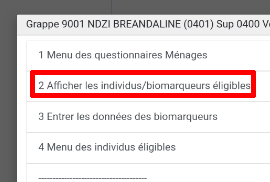 Grappe 9001 NDZI BREANDALINE (0401) Sup 0400 V
1 Menu des questionnaires Ménages
2 Afficher les individus/biomarqueurs éligibles
3 Entrer les données des biomarqueurs
4 Menu des individus éligibles
------------------------------------